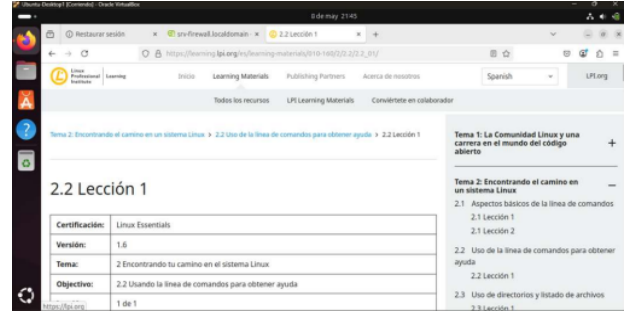 Ubuntu Desktop1 [Corriendo] - Oracle VirtualBox
8 de may 21:45
Restaurar sesión
srv-firewall.localdomain
2.2 Lección 1
https://learning.lpi.org/es/learning-materials/010-160/2/2.2/2.2_01/
Linux Professional Institute
Learning
Inicio
Learning Materials
Publishing Partners
Acerca de nosotros
Spanish
LPI.org
Todos los recursos
LPI Learning Materials
Conviértete en colaborador
Tema 2: Encontrando el camino en un sistema Linux > 2.2 Uso de la línea de comandos para obtener ayuda > 2.2 Lección 1
2.2 Lección 1
Certificación: Linux Essentials
Versión: 1.6
Tema: 2 Encontrando tu camino en el sistema Linux
Objectivo: 2.2 Usando la línea de comandos para obtener ayuda
1 de 1
https://lpi.org
Tema 1: La Comunidad Linux y una
carrera en el mundo del código
abierto
Tema 2: Encontrando el camino en
un sistema Linux
2.1 Aspectos básicos de la línea de comandos
2.1 Lección 1
2.1 Lección 2
2.2 Uso de la línea de comandos para obtener
ayuda
2.2 Lección 1
2.3 Uso de directorios y listado de archivos
2.3 Lección 1